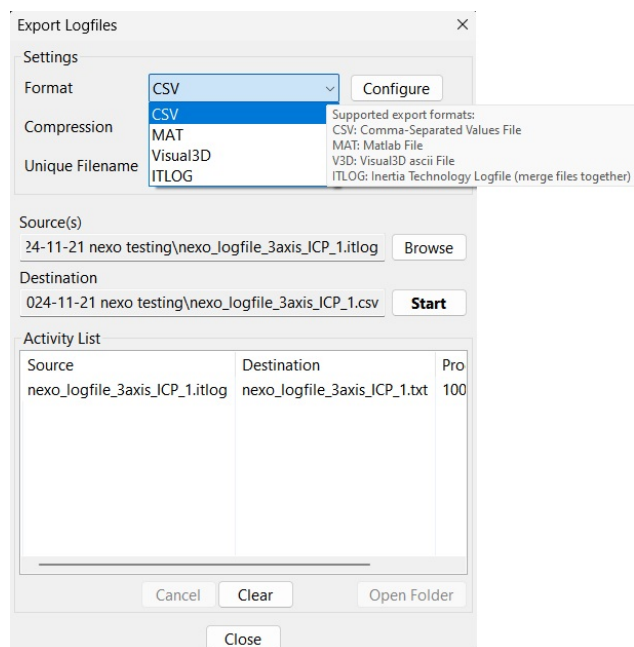 Export Logfiles
Settings
Format CSV Configure
CSV
MAT
Visual3D
ITLOG
Supported export formats:
CSV: Comma-Separated Values File
MAT: Matlab File
V3D: Visual3D ascii File
ITLOG: Inertia Technology Logfile (merge files together)
Compression
Unique Filename
Source(s)
24-11-21 nexo testing\nexo_logfile_3axis_ICP_1.itlog Browse
Destination
024-11-21 nexo testing\nexo_logfile_3axis_ICP_1.csv Start
Activity List
Source Destination Pro
nexo_logfile_3axis_ICP_1.itlog nexo_logfile_3axis_ICP_1.txt 100
Cancel Clear Open Folder
Close